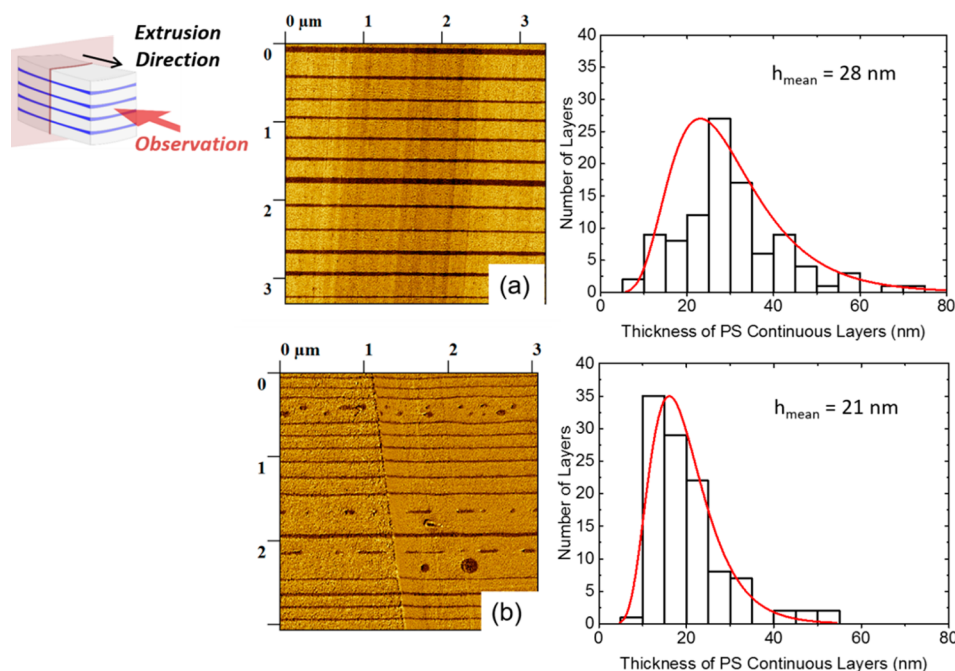 Extrusion
Direction
Observation
0 µm 1 2 3
0
1
2
3
(a)
40
35
30
25
20
15
10
5
0
Number of Layers
hmean = 28 nm
0 20 40 60 80
Thickness of PS Continuous Layers (nm)
0 µm 1 2 3
0
1
2
(b)
40
35
30
25
20
15
10
5
0
Number of Layers
hmean = 21 nm
0 20 40 60 80
Thickness of PS Continuous Layers (nm)